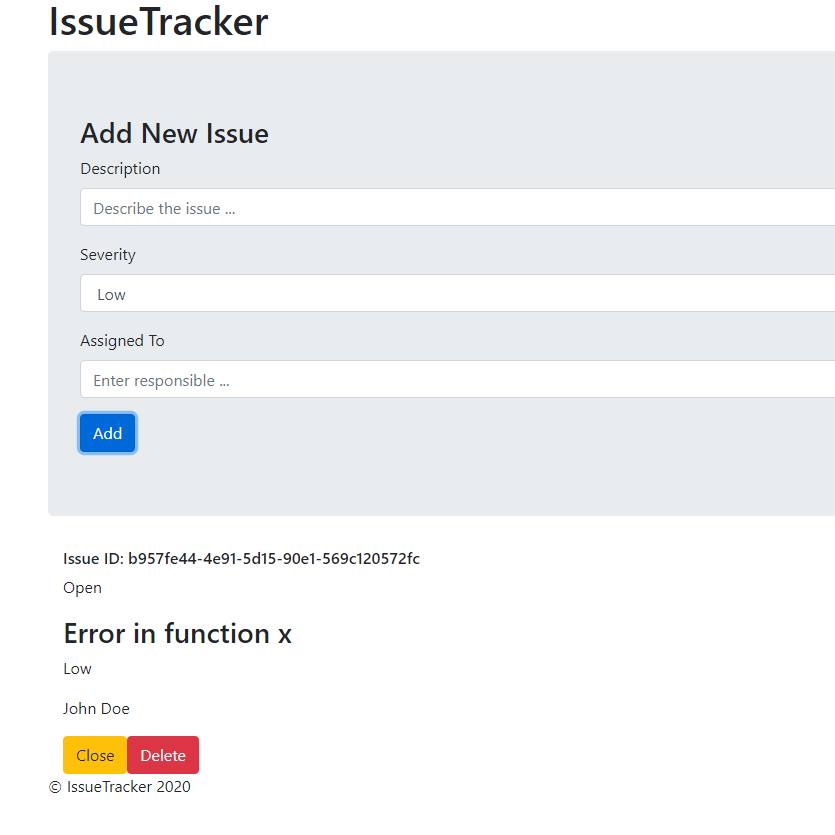 IssueTracker
Add New Issue
Description
Describe the issue ...
Severity
Low
Assigned To
Enter responsible ...
Add
Issue ID: b957fe44-4e91-5d15-90e1-569c120572fc
Open
Error in function x
Low
John Doe
Close Delete
© IssueTracker 2020